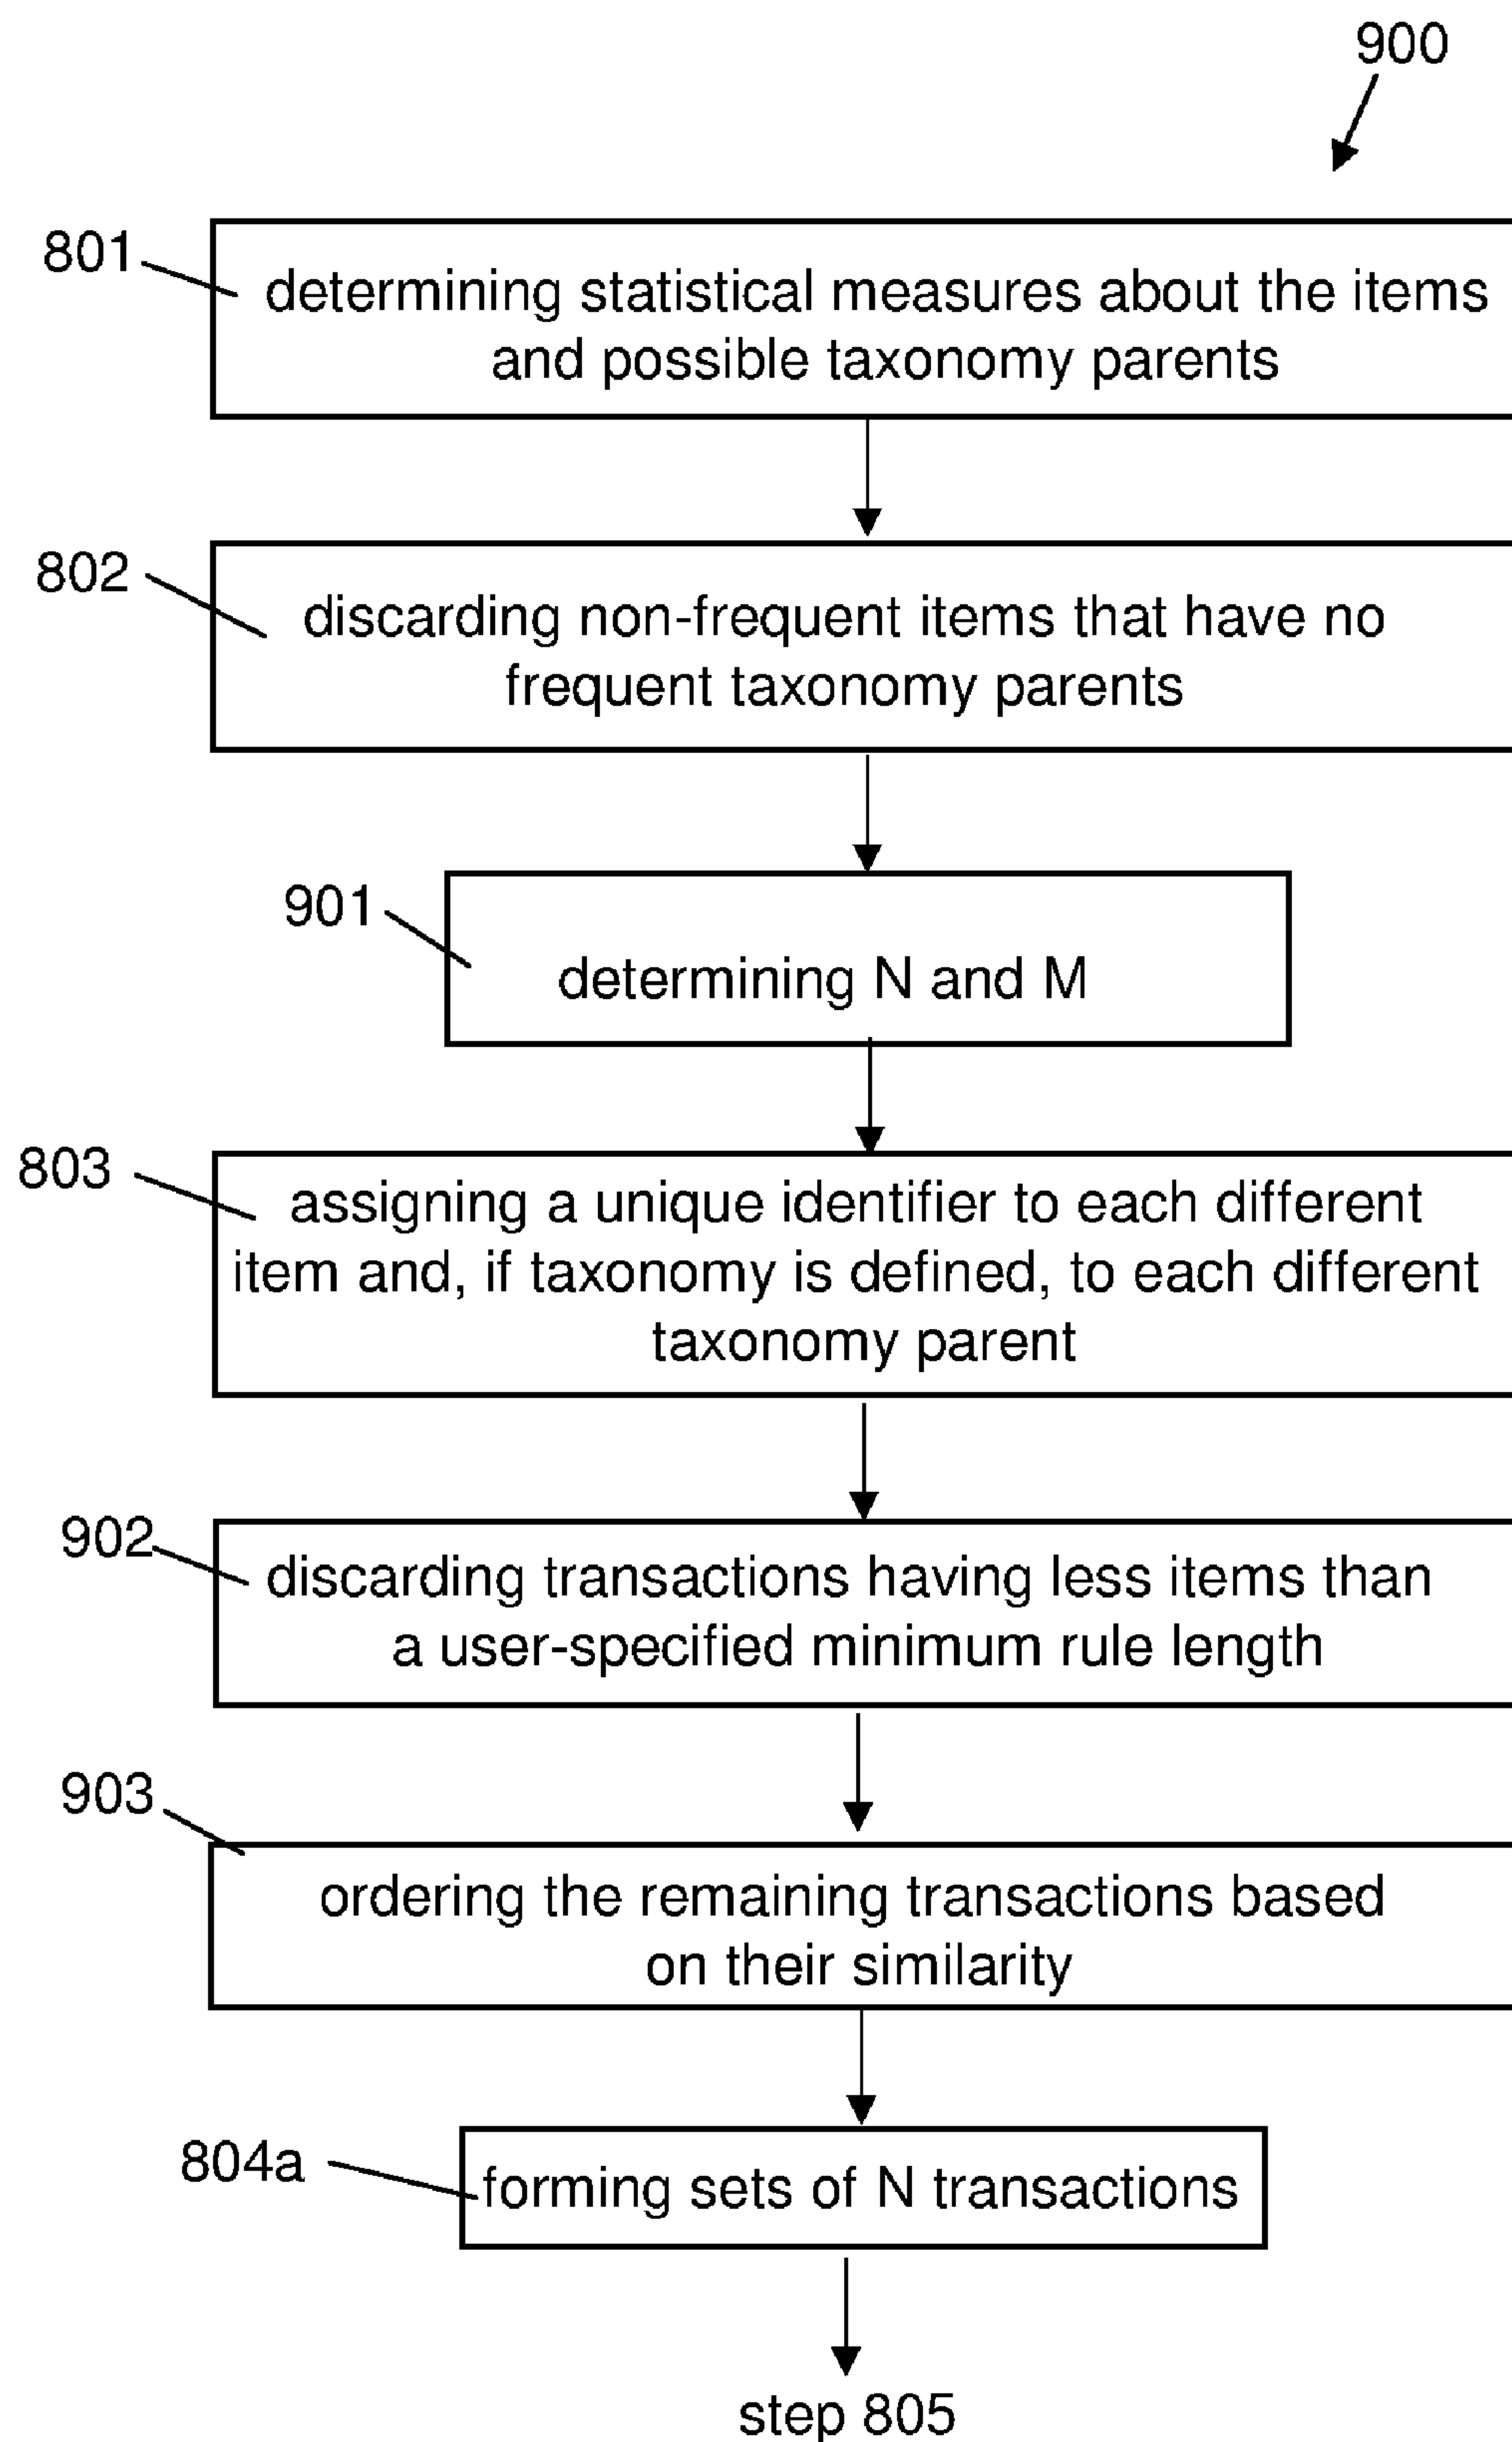 900
801
determining statistical measures about the items
and possible taxonomy parents
802
discarding non-frequent items that have no
frequent taxonomy parents
901
determining N and M
803
assigning a unique identifier to each different
item and, if taxonomy is defined, to each different
taxonomy parent
902
discarding transactions having less items than
a user-specified minimum rule length
903
ordering the remaining transactions based
on their similarity
804a
forming sets of N transactions
step 805